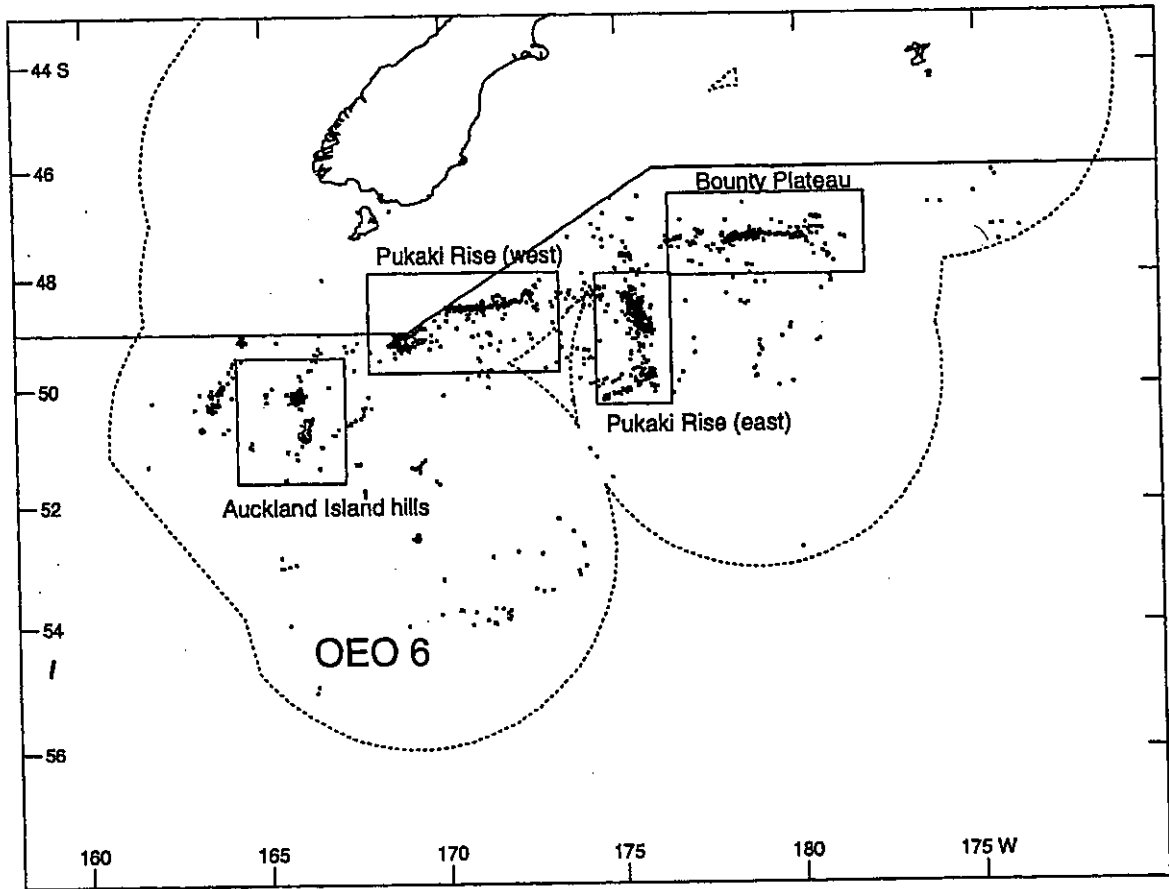 44 S
46
Bounty Plateau
Pukaki Rise (west)
48
50
Pukaki Rise (east)
Auckland Island hills
52
54
OEO 6
56
160
165
170
175
180
175 W